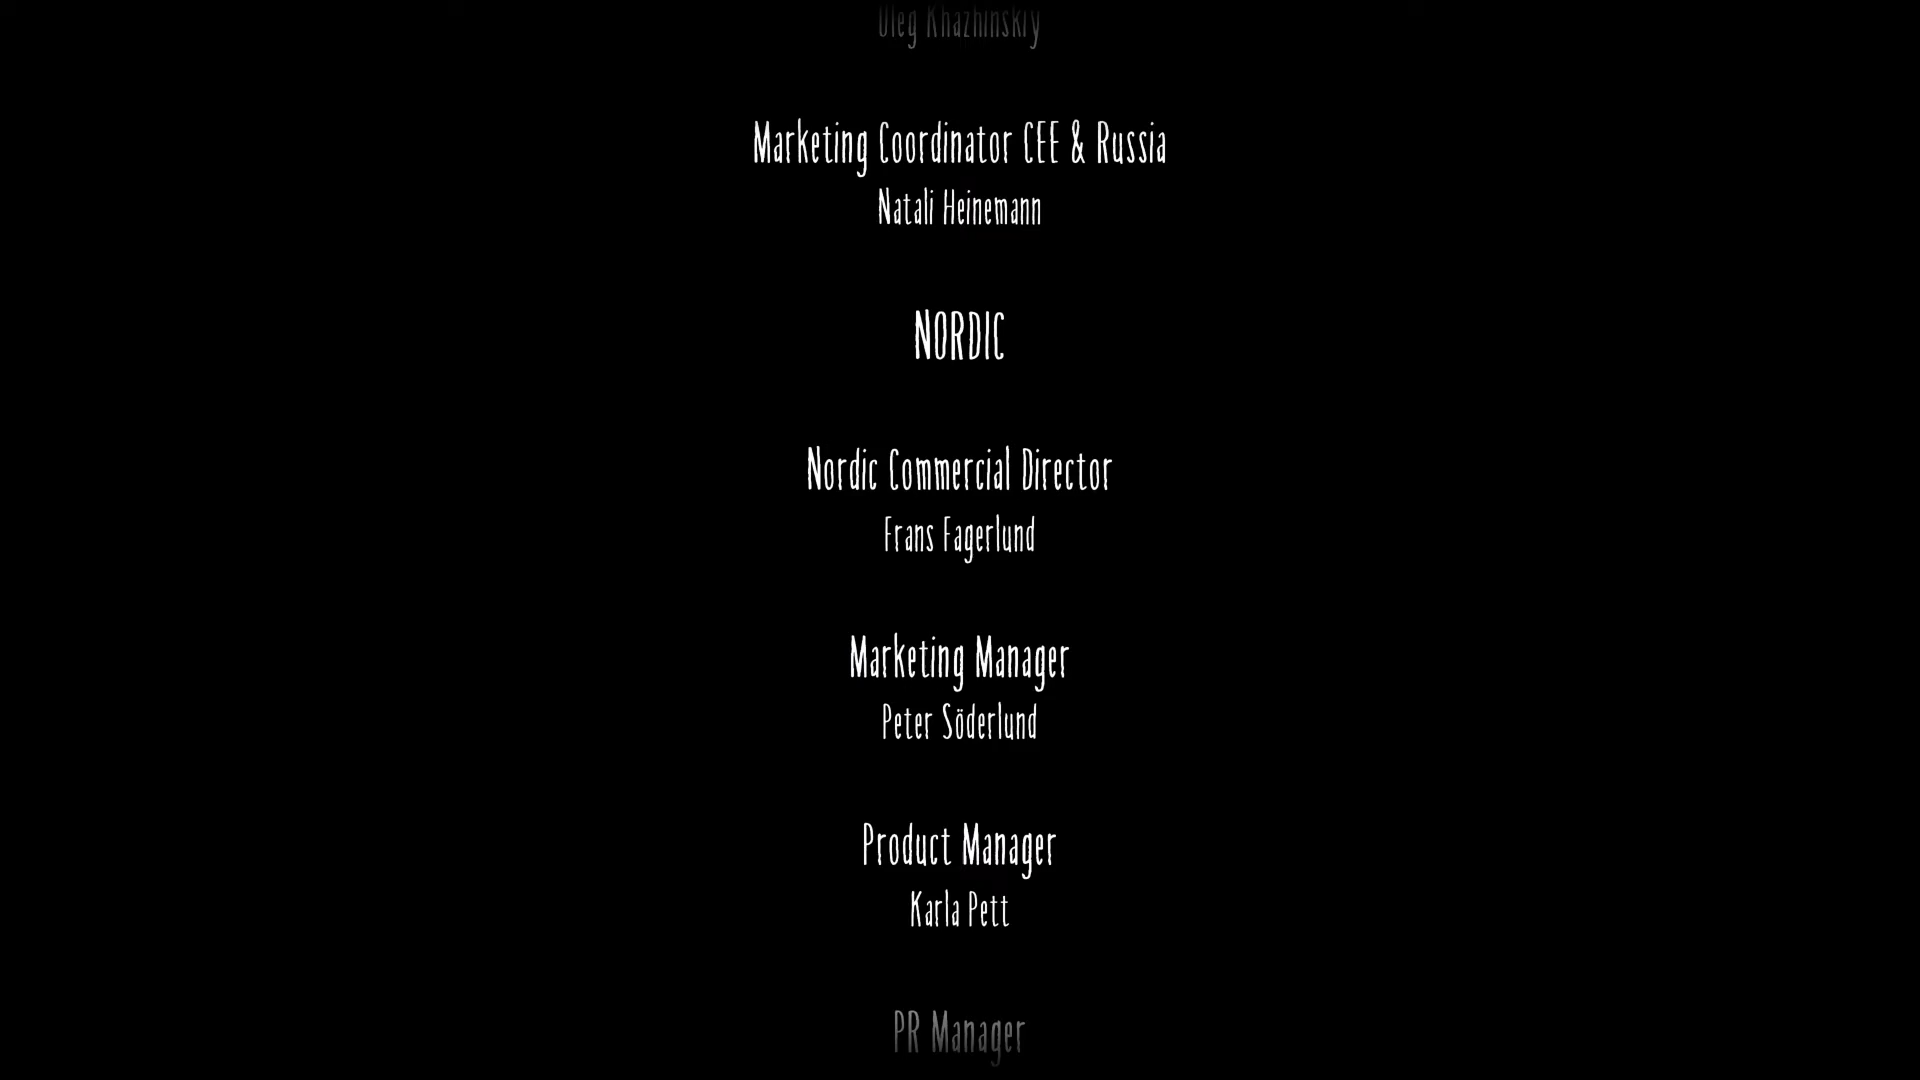 Oleg Khazhinskiy
Marketing Coordinator CEE & Russia
Natali Heinemann
NORDIC
Nordic Commercial Director
Frans Fagerlund
Marketing Manager
Peter Söderlund
Product Manager
Karla Pett
PR Manager